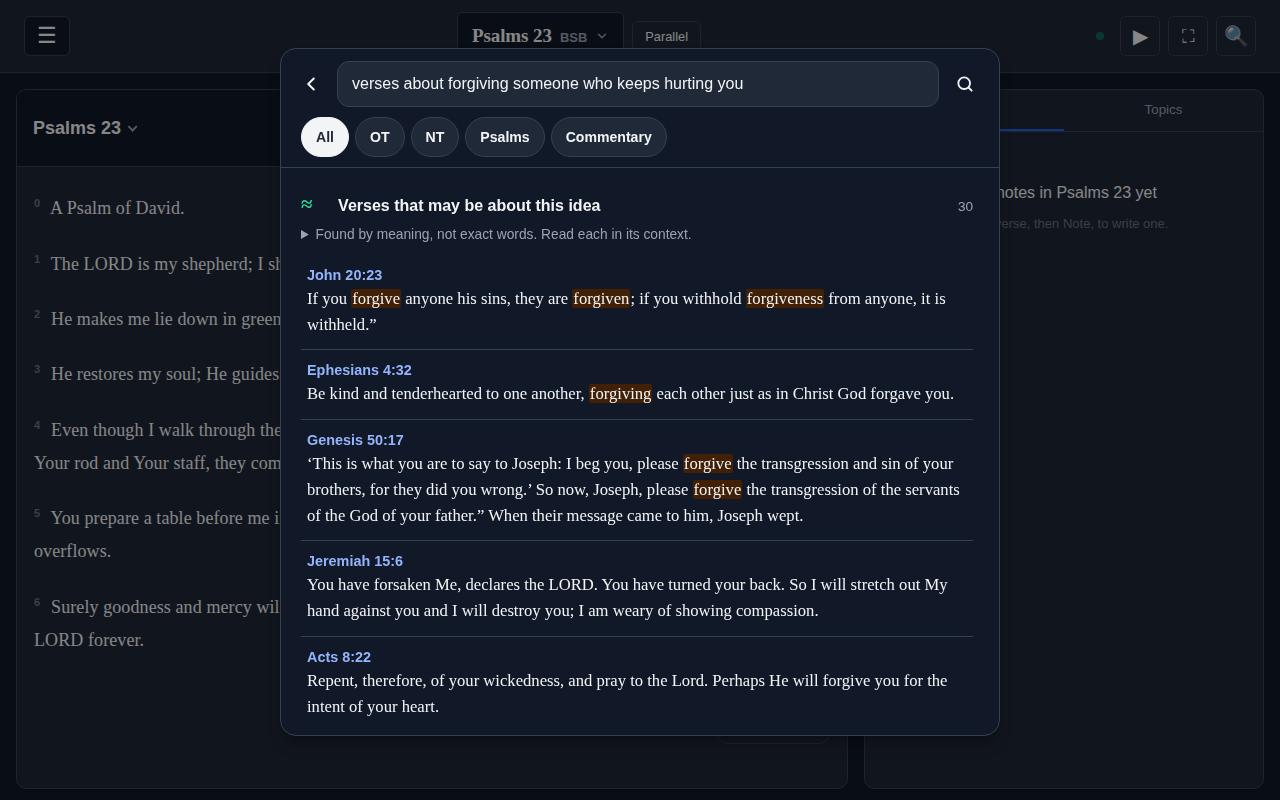 ☰
Psalms 23 BSB
Parallel
verses about forgiving someone who keeps hurting you
All
OT
NT
Psalms
Commentary
≈ Verses that may be about this idea 30
▶ Found by meaning, not exact words. Read each in its context.
John 20:23
If you forgive anyone his sins, they are forgiven; if you withhold forgiveness from anyone, it is
withheld.”
Ephesians 4:32
Be kind and tenderhearted to one another, forgiving each other just as in Christ God forgave you.
Genesis 50:17
‘This is what you are to say to Joseph: I beg you, please forgive the transgression and sin of your
brothers, for they did you wrong.’ So now, Joseph, please forgive the transgression of the servants
of the God of your father.” When their message came to him, Joseph wept.
Jeremiah 15:6
You have forsaken Me, declares the LORD. You have turned your back. So I will stretch out My
hand against you and I will destroy you; I am weary of showing compassion.
Acts 8:22
Repent, therefore, of your wickedness, and pray to the Lord. Perhaps He will forgive you for the
intent of your heart.
Psalms 23
0 A Psalm of David.
1 The LORD is my shepherd; I
2 He makes me lie down in green
3 He restores my soul; He guides
4 Even though I walk through the
Your rod and Your staff, they
5 You prepare a table before me
overflows.
6 Surely goodness and mercy
LORD forever.
Topics
notes in Psalms 23 yet
then Note, to write one.